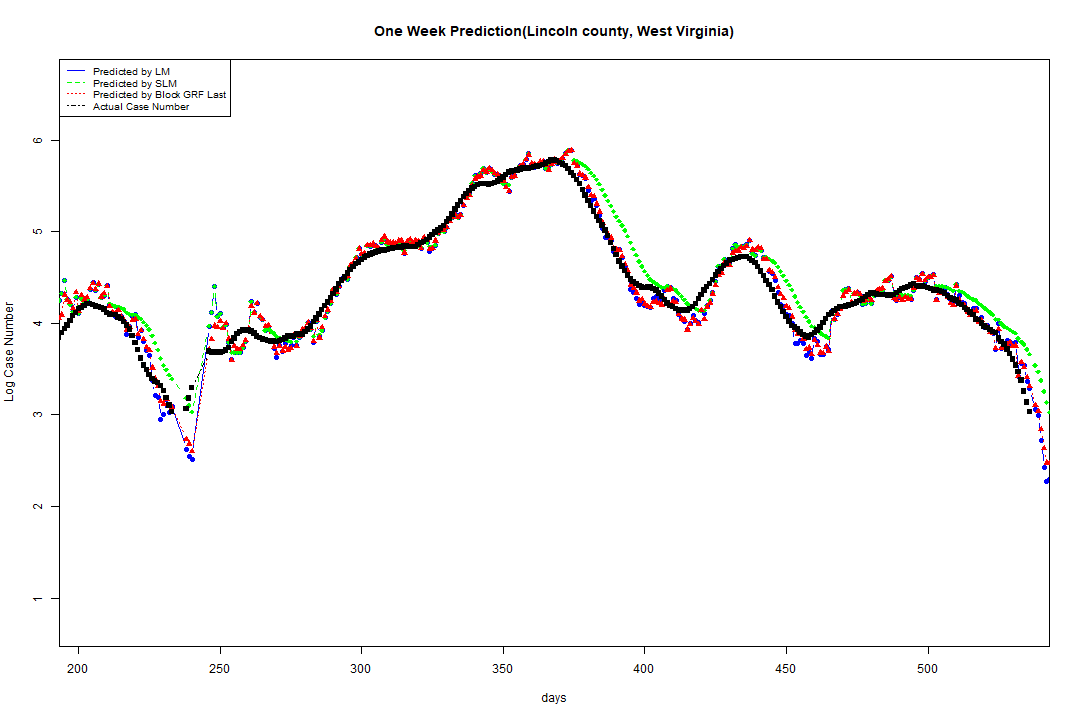 One Week Prediction(Lincoln county, West Virginia)
Predicted by LM
Predicted by SLM
Predicted by Block GRF Last
Actual Case Number
6
5
4
3
2
1
Log Case Number
200 250 300 350 400 450 500
days